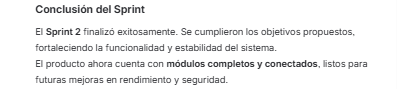 Conclusión del Sprint
El Sprint 2 finalizó exitosamente. Se cumplieron los objetivos propuestos,
fortaleciendo la funcionalidad y estabilidad del sistema.
El producto ahora cuenta con módulos completos y conectados, listos para
futuras mejoras en rendimiento y seguridad.